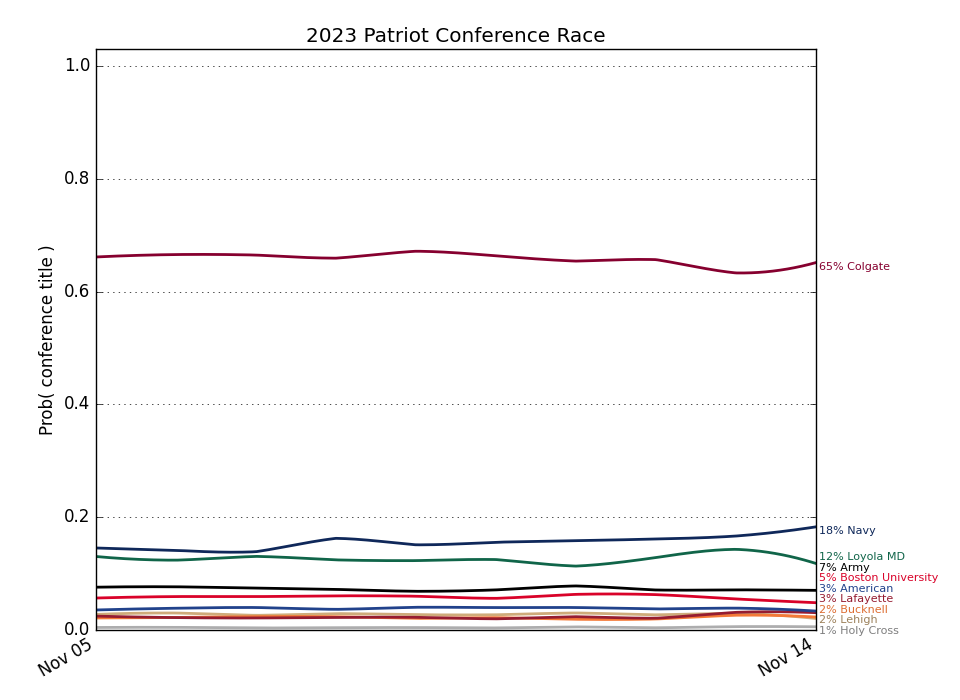 2023 Patriot Conference Race
Prob( conference title )
1.0
0.8
0.6
0.4
0.2
0.0
Nov 05
Nov 14
65% Colgate
18% Navy
12% Loyola MD
7% Army
5% Boston University
3% American
3% Lafayette
2% Bucknell
2% Lehigh
1% Holy Cross